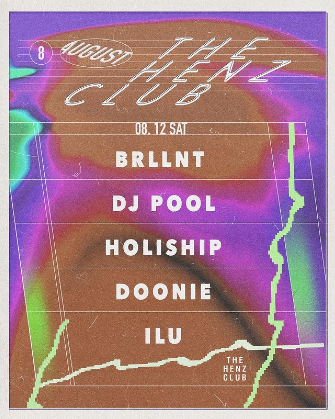 8 AUGUST
THE
HENZ
CLUB
08. 12 SAT
BRLLNT
DJ POOL
HOLISHIP
DOONIE
ILU
THE
HENZ
CLUB